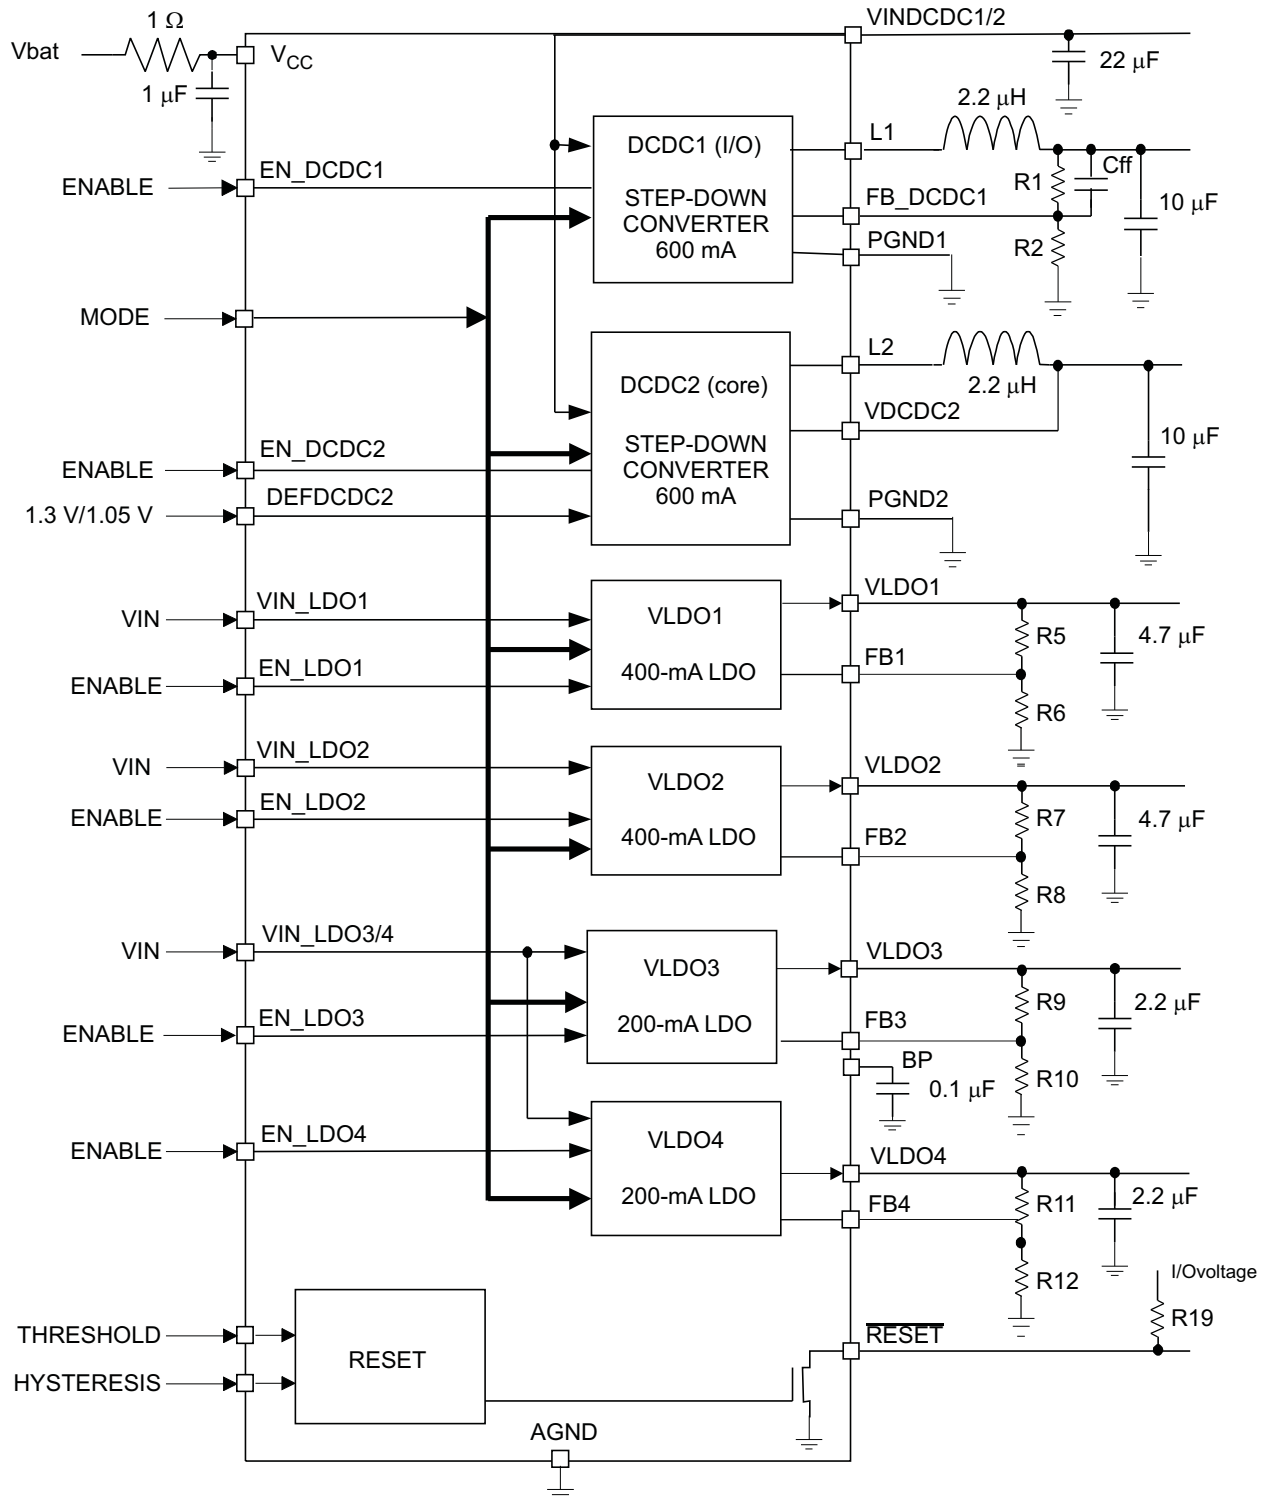 1 Ω
VINDCDC1/2
Vbat
VCC
22 μF
1 μF
2.2 μH
DCDC1 (I/O)
L1
EN_DCDC1
Cff
ENABLE
R1
STEP-DOWN
CONVERTER
600 mA
FB_DCDC1
10 μF
PGND1
R2
MODE
L2
DCDC2 (core)
2.2 μH
VDCDC2
10 μF
EN_DCDC2
STEP-DOWN
CONVERTER
600 mA
ENABLE
DEFDCDC2
PGND2
1.3 V/1.05 V
VLDO1
VIN_LDO1
VIN
VLDO1
R5
4.7 μF
EN_LDO1
FB1
400-mA LDO
ENABLE
R6
VIN_LDO2
VIN
VLDO2
VLDO2
EN_LDO2
ENABLE
R7
4.7 μF
400-mA LDO
FB2
R8
VIN_LDO3/4
VIN
VLDO3
VLDO3
R9
2.2 μF
EN_LDO3
200-mA LDO
FB3
ENABLE
BP
R10
0.1 μF
EN_LDO4
VLDO4
ENABLE
VLDO4
200-mA LDO
FB4
R11
2.2 μF
R12
I/Ovoltage
THRESHOLD
RESET
R19
RESET
HYSTERESIS
AGND